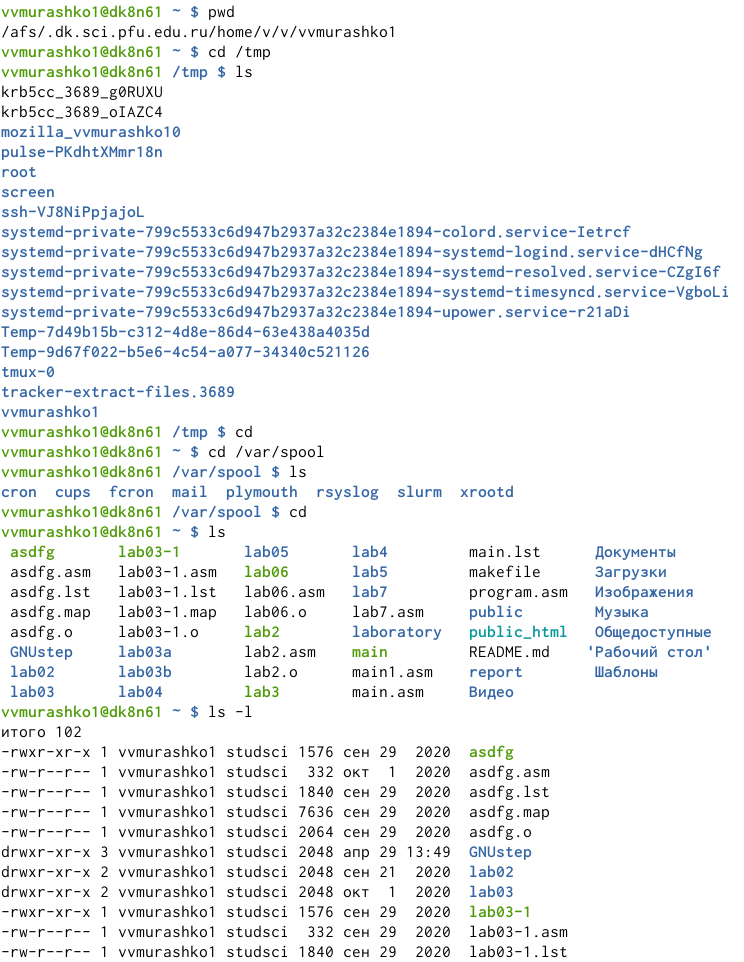 vvmurashko1@dk8n61 ~ $ pwd
/afs/.dk.sci.pfu.edu.ru/home/v/v/vvmurashko1
vvmurashko1@dk8n61 ~ $ cd /tmp
vvmurashko1@dk8n61 /tmp $ ls
krb5cc_3689_g0RUXU
krb5cc_3689_oIAZC4
mozilla_vvmurashko10
pulse-PKdhtXMmr18n
root
screen
ssh-VJ8NiPpjajoL
systemd-private-799c5533c6d947b2937a32c2384e1894-colord.service-Ietrcf
systemd-private-799c5533c6d947b2937a32c2384e1894-systemd-logind.service-dHCfNg
systemd-private-799c5533c6d947b2937a32c2384e1894-systemd-resolved.service-CZgI6f
systemd-private-799c5533c6d947b2937a32c2384e1894-systemd-timesyncd.service-VgboLi
systemd-private-799c5533c6d947b2937a32c2384e1894-upower.service-r21aDi
Temp-7d49b15b-c312-4d8e-86d4-63e438a4035d
Temp-9d67f022-b5e6-4c54-a077-34340c521126
tmux-0
tracker-extract-files.3689
vvmurashko1
vvmurashko1@dk8n61 /tmp $ cd
vvmurashko1@dk8n61 ~ $ cd /var/spool
vvmurashko1@dk8n61 /var/spool $ ls
cron  cups  fcron  mail  plymouth  rsyslog  slurm  xrootd
vvmurashko1@dk8n61 /var/spool $ cd
vvmurashko1@dk8n61 ~ $ ls
asdfg       lab03-1       lab05       lab4         main.lst      Документы
asdfg.asm   lab03-1.asm   lab06       lab5         makefile      Загрузки
asdfg.lst   lab03-1.lst   lab06.asm   lab7         program.asm   Изображения
asdfg.map   lab03-1.map   lab06.o     lab7.asm     public        Музыка
asdfg.o     lab03-1.o     lab2        laboratory   public_html   Общедоступные
GNUstep     lab03a        lab2.asm    main         README.md    'Рабочий стол'
lab02       lab03b        lab2.o      main1.asm    report        Шаблоны
lab03       lab04         lab3        main.asm     Видео
vvmurashko1@dk8n61 ~ $ ls -l
итого 102
-rwxr-xr-x 1 vvmurashko1 studsci 1576 сен 29  2020  asdfg
-rw-r--r-- 1 vvmurashko1 studsci  332 окт  1  2020  asdfg.asm
-rw-r--r-- 1 vvmurashko1 studsci 1840 сен 29  2020  asdfg.lst
-rw-r--r-- 1 vvmurashko1 studsci 7636 сен 29  2020  asdfg.map
-rw-r--r-- 1 vvmurashko1 studsci 2064 сен 29  2020  asdfg.o
drwxr-xr-x 3 vvmurashko1 studsci 2048 апр 29 13:49  GNUstep
drwxr-xr-x 2 vvmurashko1 studsci 2048 сен 21  2020  lab02
drwxr-xr-x 2 vvmurashko1 studsci 2048 окт  1  2020  lab03
-rwxr-xr-x 1 vvmurashko1 studsci 1576 сен 29  2020  lab03-1
-rw-r--r-- 1 vvmurashko1 studsci  332 сен 29  2020  lab03-1.asm
-rw-r--r-- 1 vvmurashko1 studsci 1840 сен 29  2020  lab03-1.lst